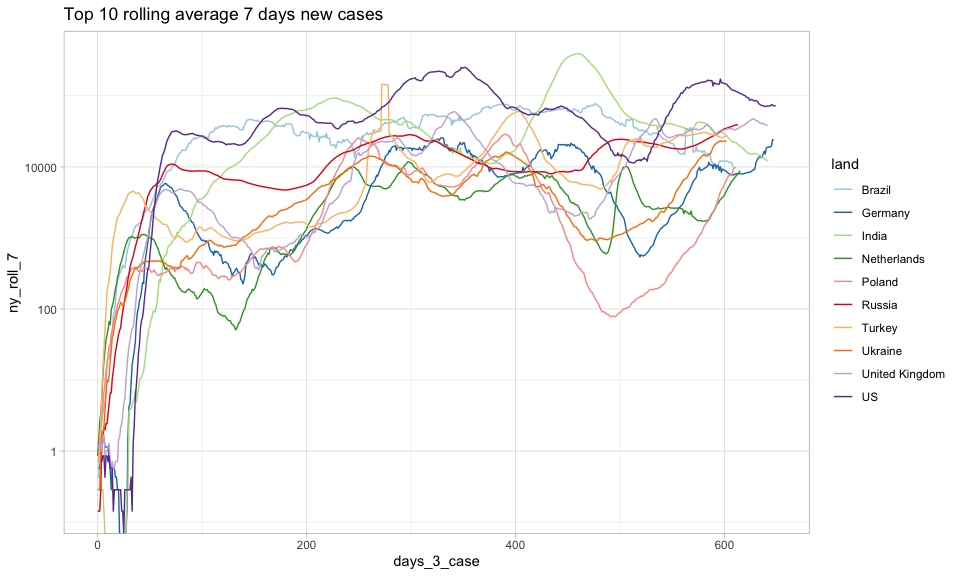 Top 10 rolling average 7 days new cases
ny_roll_7
10000
100
1
0
200
400
600
days_3_case
land
Brazil
Germany
India
Netherlands
Poland
Russia
Turkey
Ukraine
United Kingdom
US